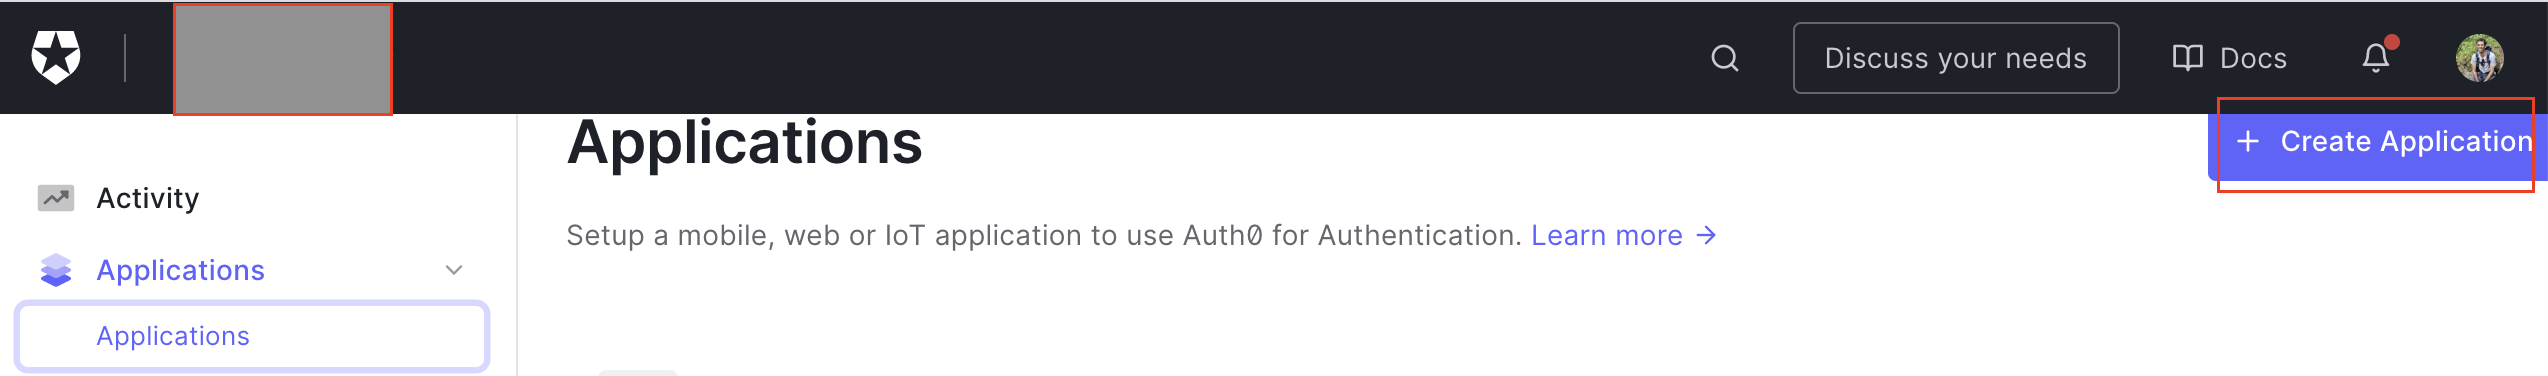 Discuss your needs
Docs
Applications
+ Create Application
Activity
Setup a mobile, web or IoT application to use Auth0 for Authentication. Learn more →
Applications
Applications